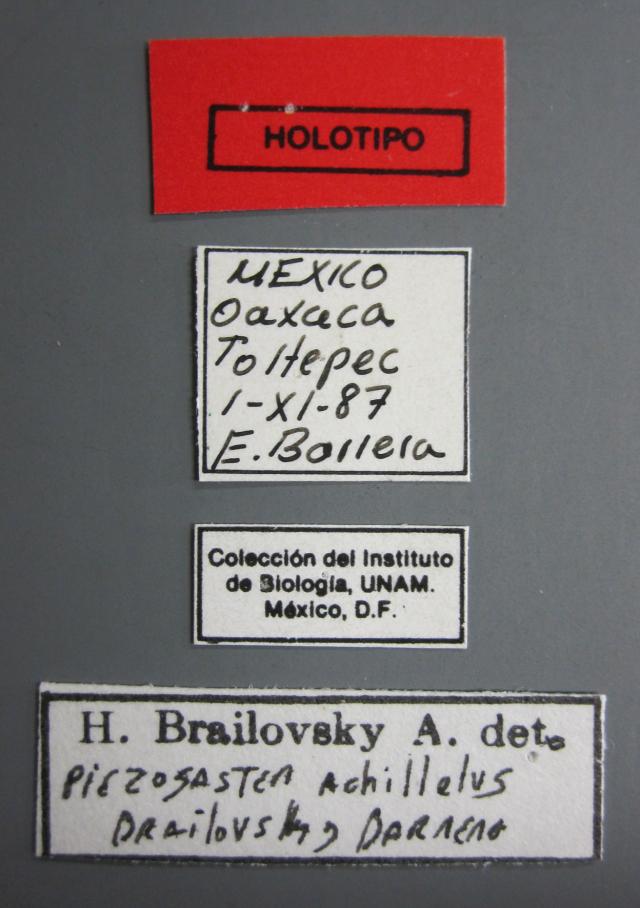 HOLOTIPO
MEXICO
Oaxaca
Toltepec
1-XI-87
E. Barrera
Colección del Instituto
de Biología, UNAM.
México, D.F.
H. Brailovsky A. det.
Piezogaster Achillelus
Brailovsky y Barrera